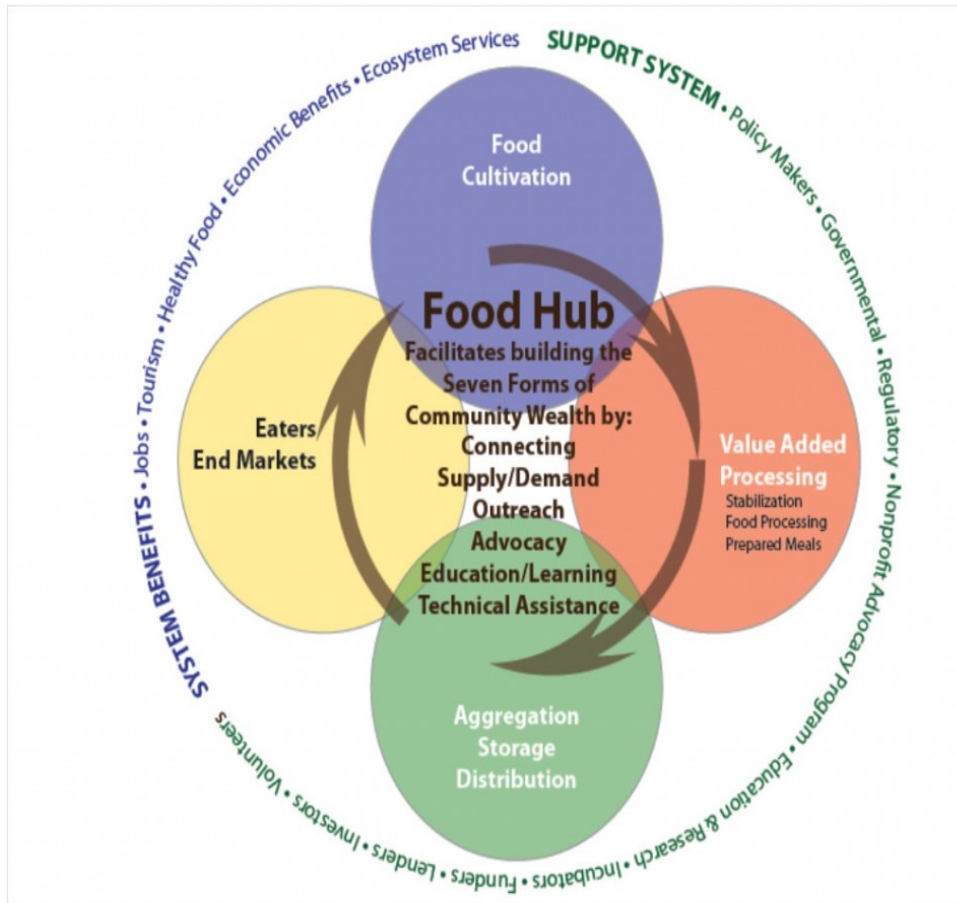 SUPPORT SYSTEM • Policy Makers • Governmental • Regulatory • Nonprofit Advocacy Program • Education & Research • Incubators • Funders • Lenders • Investors • Volunteers
SYSTEM BENEFITS • Jobs • Tourism • Healthy Food • Economic Benefits • Ecosystem Services
Food
Cultivation
Food Hub
Facilitates building the
Seven Forms of
Community Wealth by:
Connecting
Supply/Demand
Outreach
Advocacy
Education/Learning
Technical Assistance
Eaters
End Markets
Value Added
Processing
Stabilization
Food Processing
Prepared Meals
Aggregation
Storage
Distribution